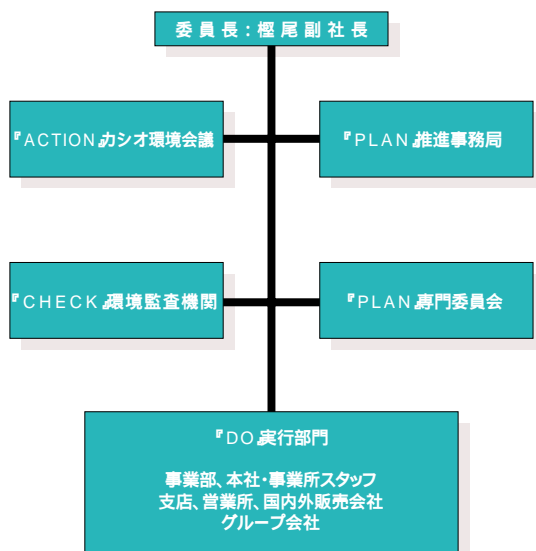 委員長:樫尾副社長
『ACTION』カシオ環境会議
『PLAN』推進事務局
『CHECK』環境監査機関
『PLAN』専門委員会
『DO』実行部門
事業部、本社・事業所スタッフ
支店、営業所、国内外販売会社
グループ会社